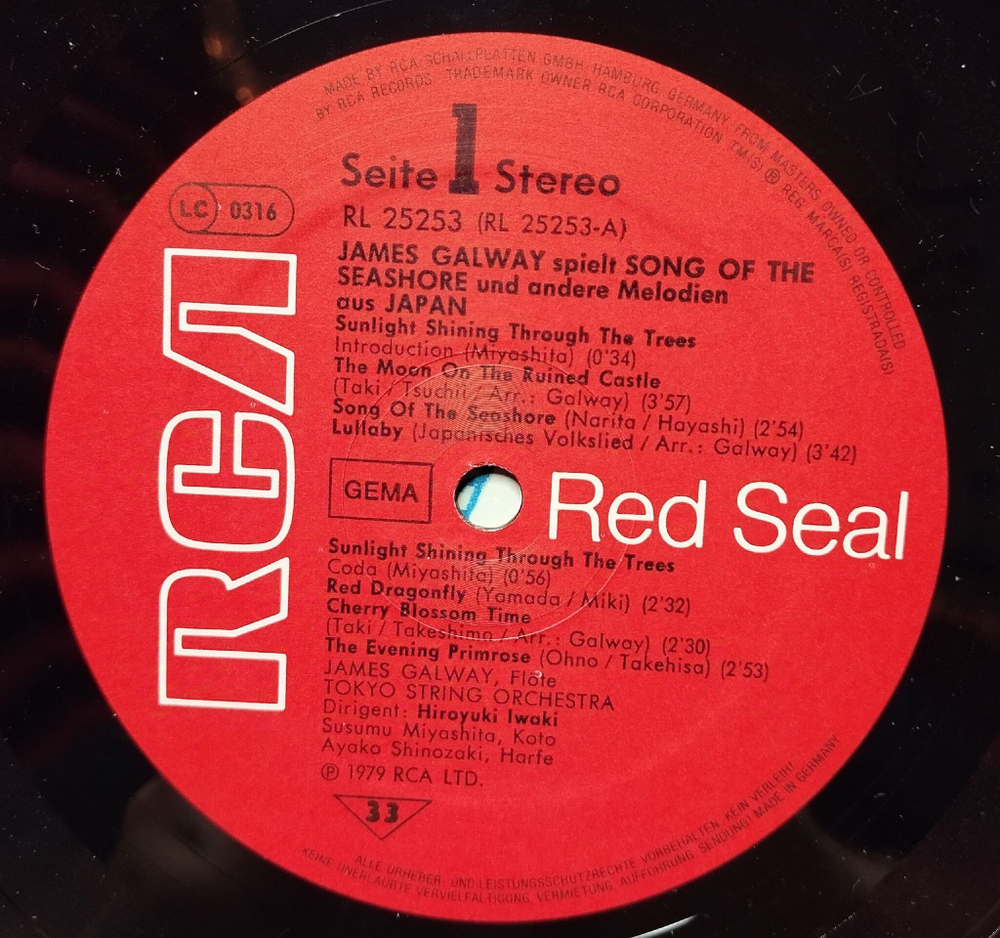 MADE BY RCA SCHALLPLATTEN GMBH, HAMBURG, GERMANY, FROM MASTERS OWNED OR CONTROLLED
BY RCA RECORDS. TRADEMARK OWNER RCA CORPORATION. TM(S) ® REG. MARCA(S) REGISTRADA(S)
Seite 1 Stereo
LC 0316
RL 25253 (RL 25253-A)
JAMES GALWAY spielt SONG OF THE
SEASHORE und andere Melodien
aus JAPAN
Sunlight Shining Through The Trees
Introduction (Miyashita) (0'34)
The Moon On The Ruined Castle
(Taki / Tsuchii / Arr.: Galway) (3'57)
Song Of The Seashore (Narita / Hayashi) (2'54)
Lullaby (Japanisches Volkslied / Arr.: Galway) (3'42)
RCA
GEMA
Red Seal
Sunlight Shining Through The Trees
Coda (Miyashita) (0'56)
Red Dragonfly (Yamada / Miki) (2'32)
Cherry Blossom Time
(Taki / Takeshimo / Arr.: Galway) (2'30)
The Evening Primrose (Ohno / Takehisa) (2'53)
JAMES GALWAY, Flöte
TOKYO STRING ORCHESTRA
Dirigent: Hiroyuki Iwaki
Susumu Miyashita, Koto
Ayako Shinozaki, Harfe
℗ 1979 RCA LTD.
33
ALLE URHEBER- UND LEISTUNGSSCHUTZRECHTE VORBEHALTEN. KEIN VERLEIH!
KEINE UNERLAUBTE VERVIELFÄLTIGUNG, VERMIETUNG, AUFFÜHRUNG, SENDUNG! MADE IN GERMANY